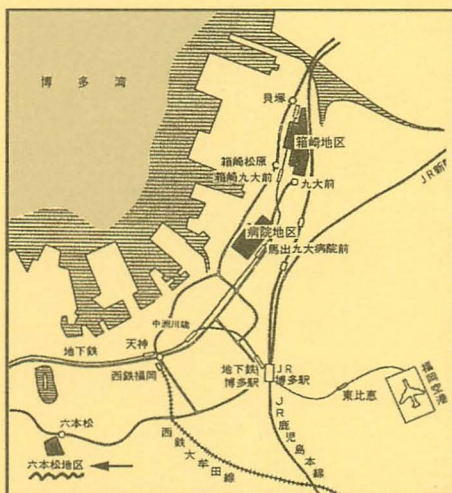 博多湾
貝塚
箱崎地区
箱崎松原
箱崎九大前
九大前
JR新幹
病院地区
馬出九大病院前
中洲川端
天神
地下鉄
西鉄福岡
地下鉄
博多駅
JR
博多駅
東比恵
福岡空港
六本松
六本松地区
西鉄大牟田線
JR鹿児島本線